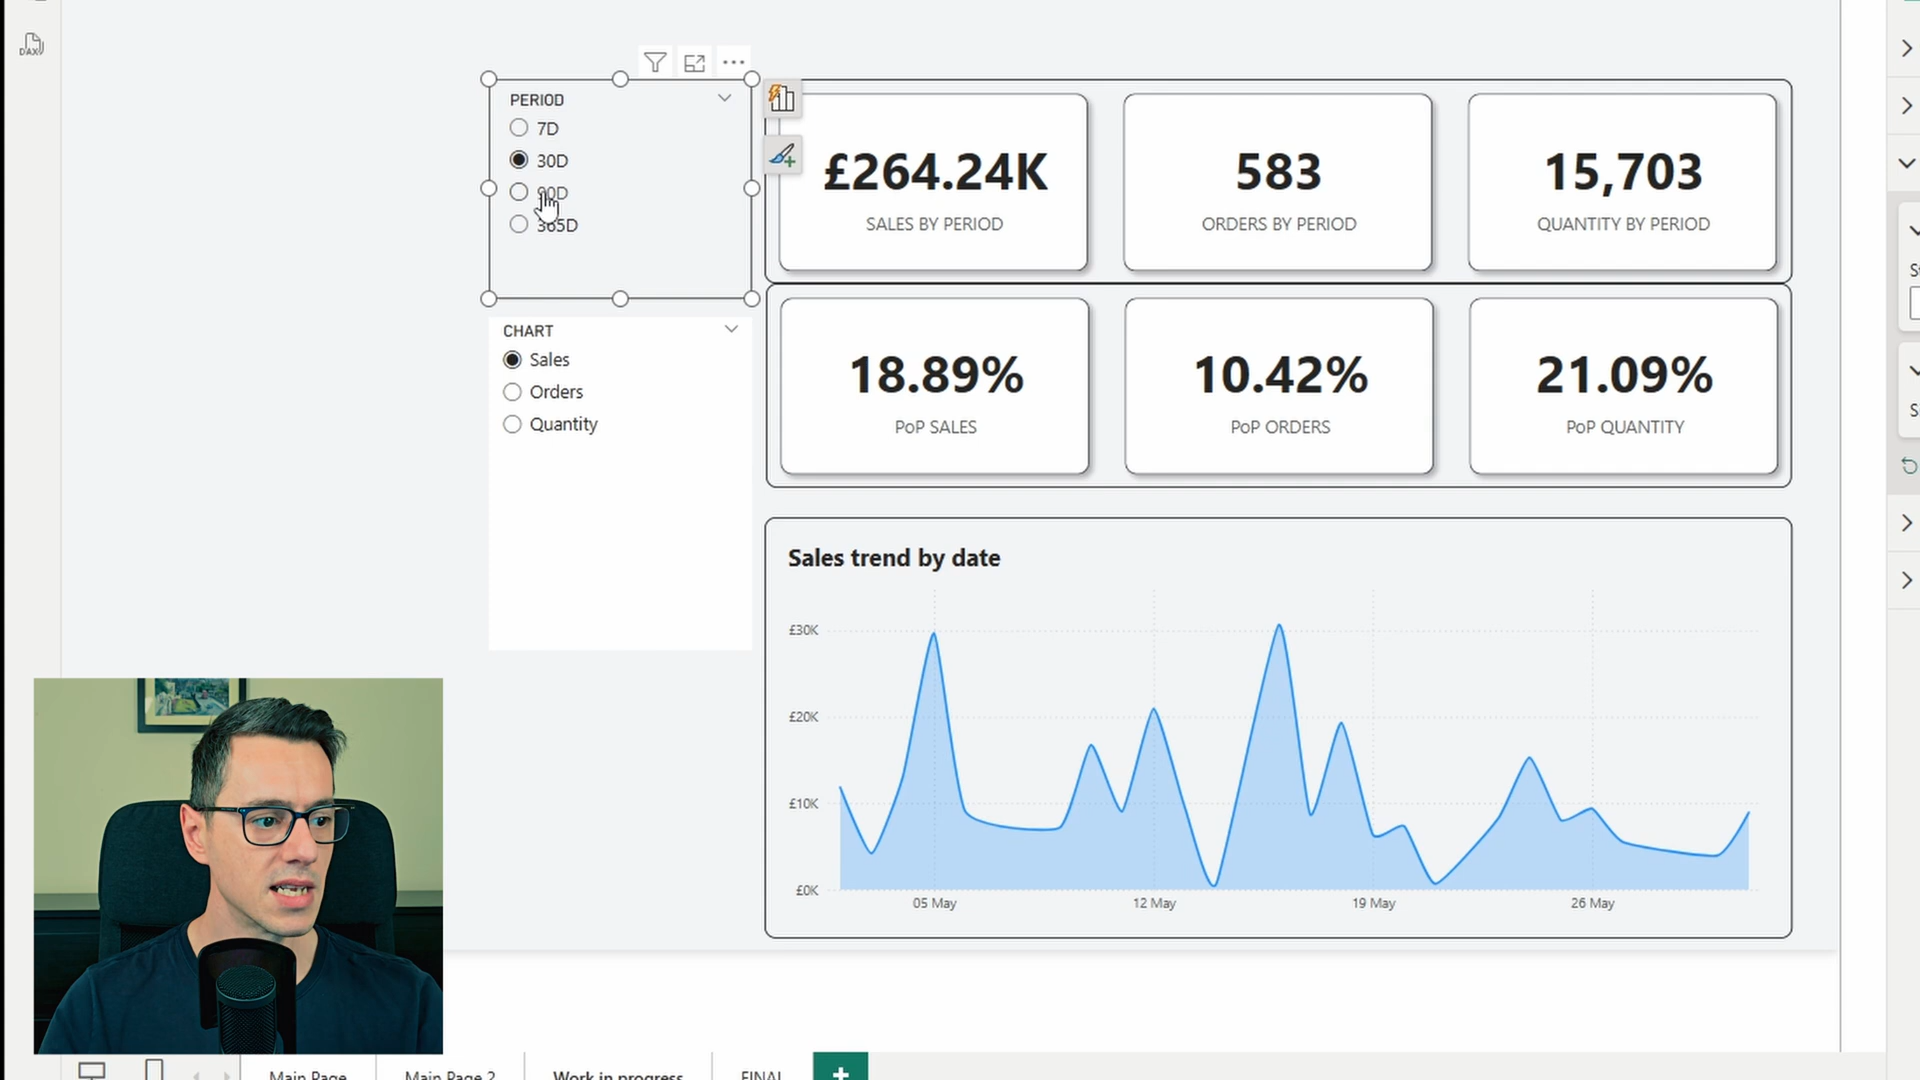 DAX
PERIOD
7D
30D
90D
365D
CHART
Sales
Orders
Quantity
£264.24K
SALES BY PERIOD
583
ORDERS BY PERIOD
15,703
QUANTITY BY PERIOD
18.89%
PoP SALES
10.42%
PoP ORDERS
21.09%
PoP QUANTITY
Sales trend by date
£30K
£20K
£10K
£0K
05 May
12 May
19 May
26 May
Main Page
Main Page 2
Work in progress
FINAL